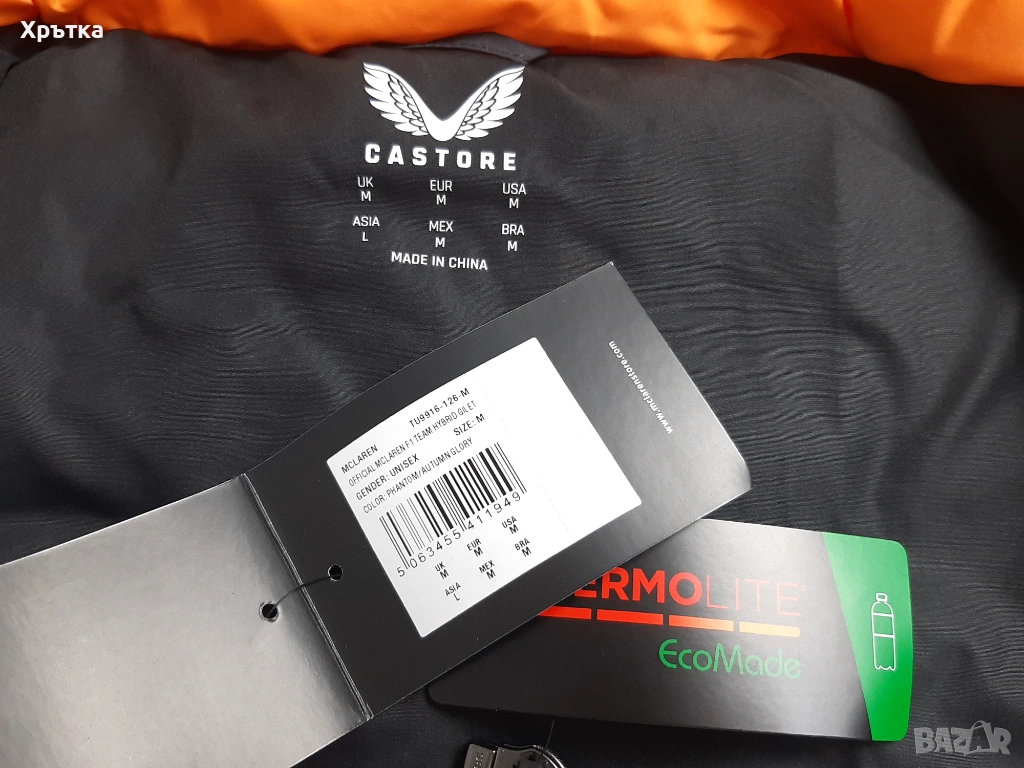 Хрътка
CASTORE
UK EUR USA
M M M
ASIA MEX BRA
L M M
MADE IN CHINA
www.mclarenstore.com
MCLAREN TU9916-126-M
OFFICIAL MCLAREN F1 TEAM HYBRID GILET
GENDER: UNISEX SIZE: M
COLOR: PHANTOM/AUTUMN GLORY
5 063455 411949
UK EUR USA
M M M
ASIA MEX BRA
L M M
ERMOLITE®
EcoMade
BAZAR